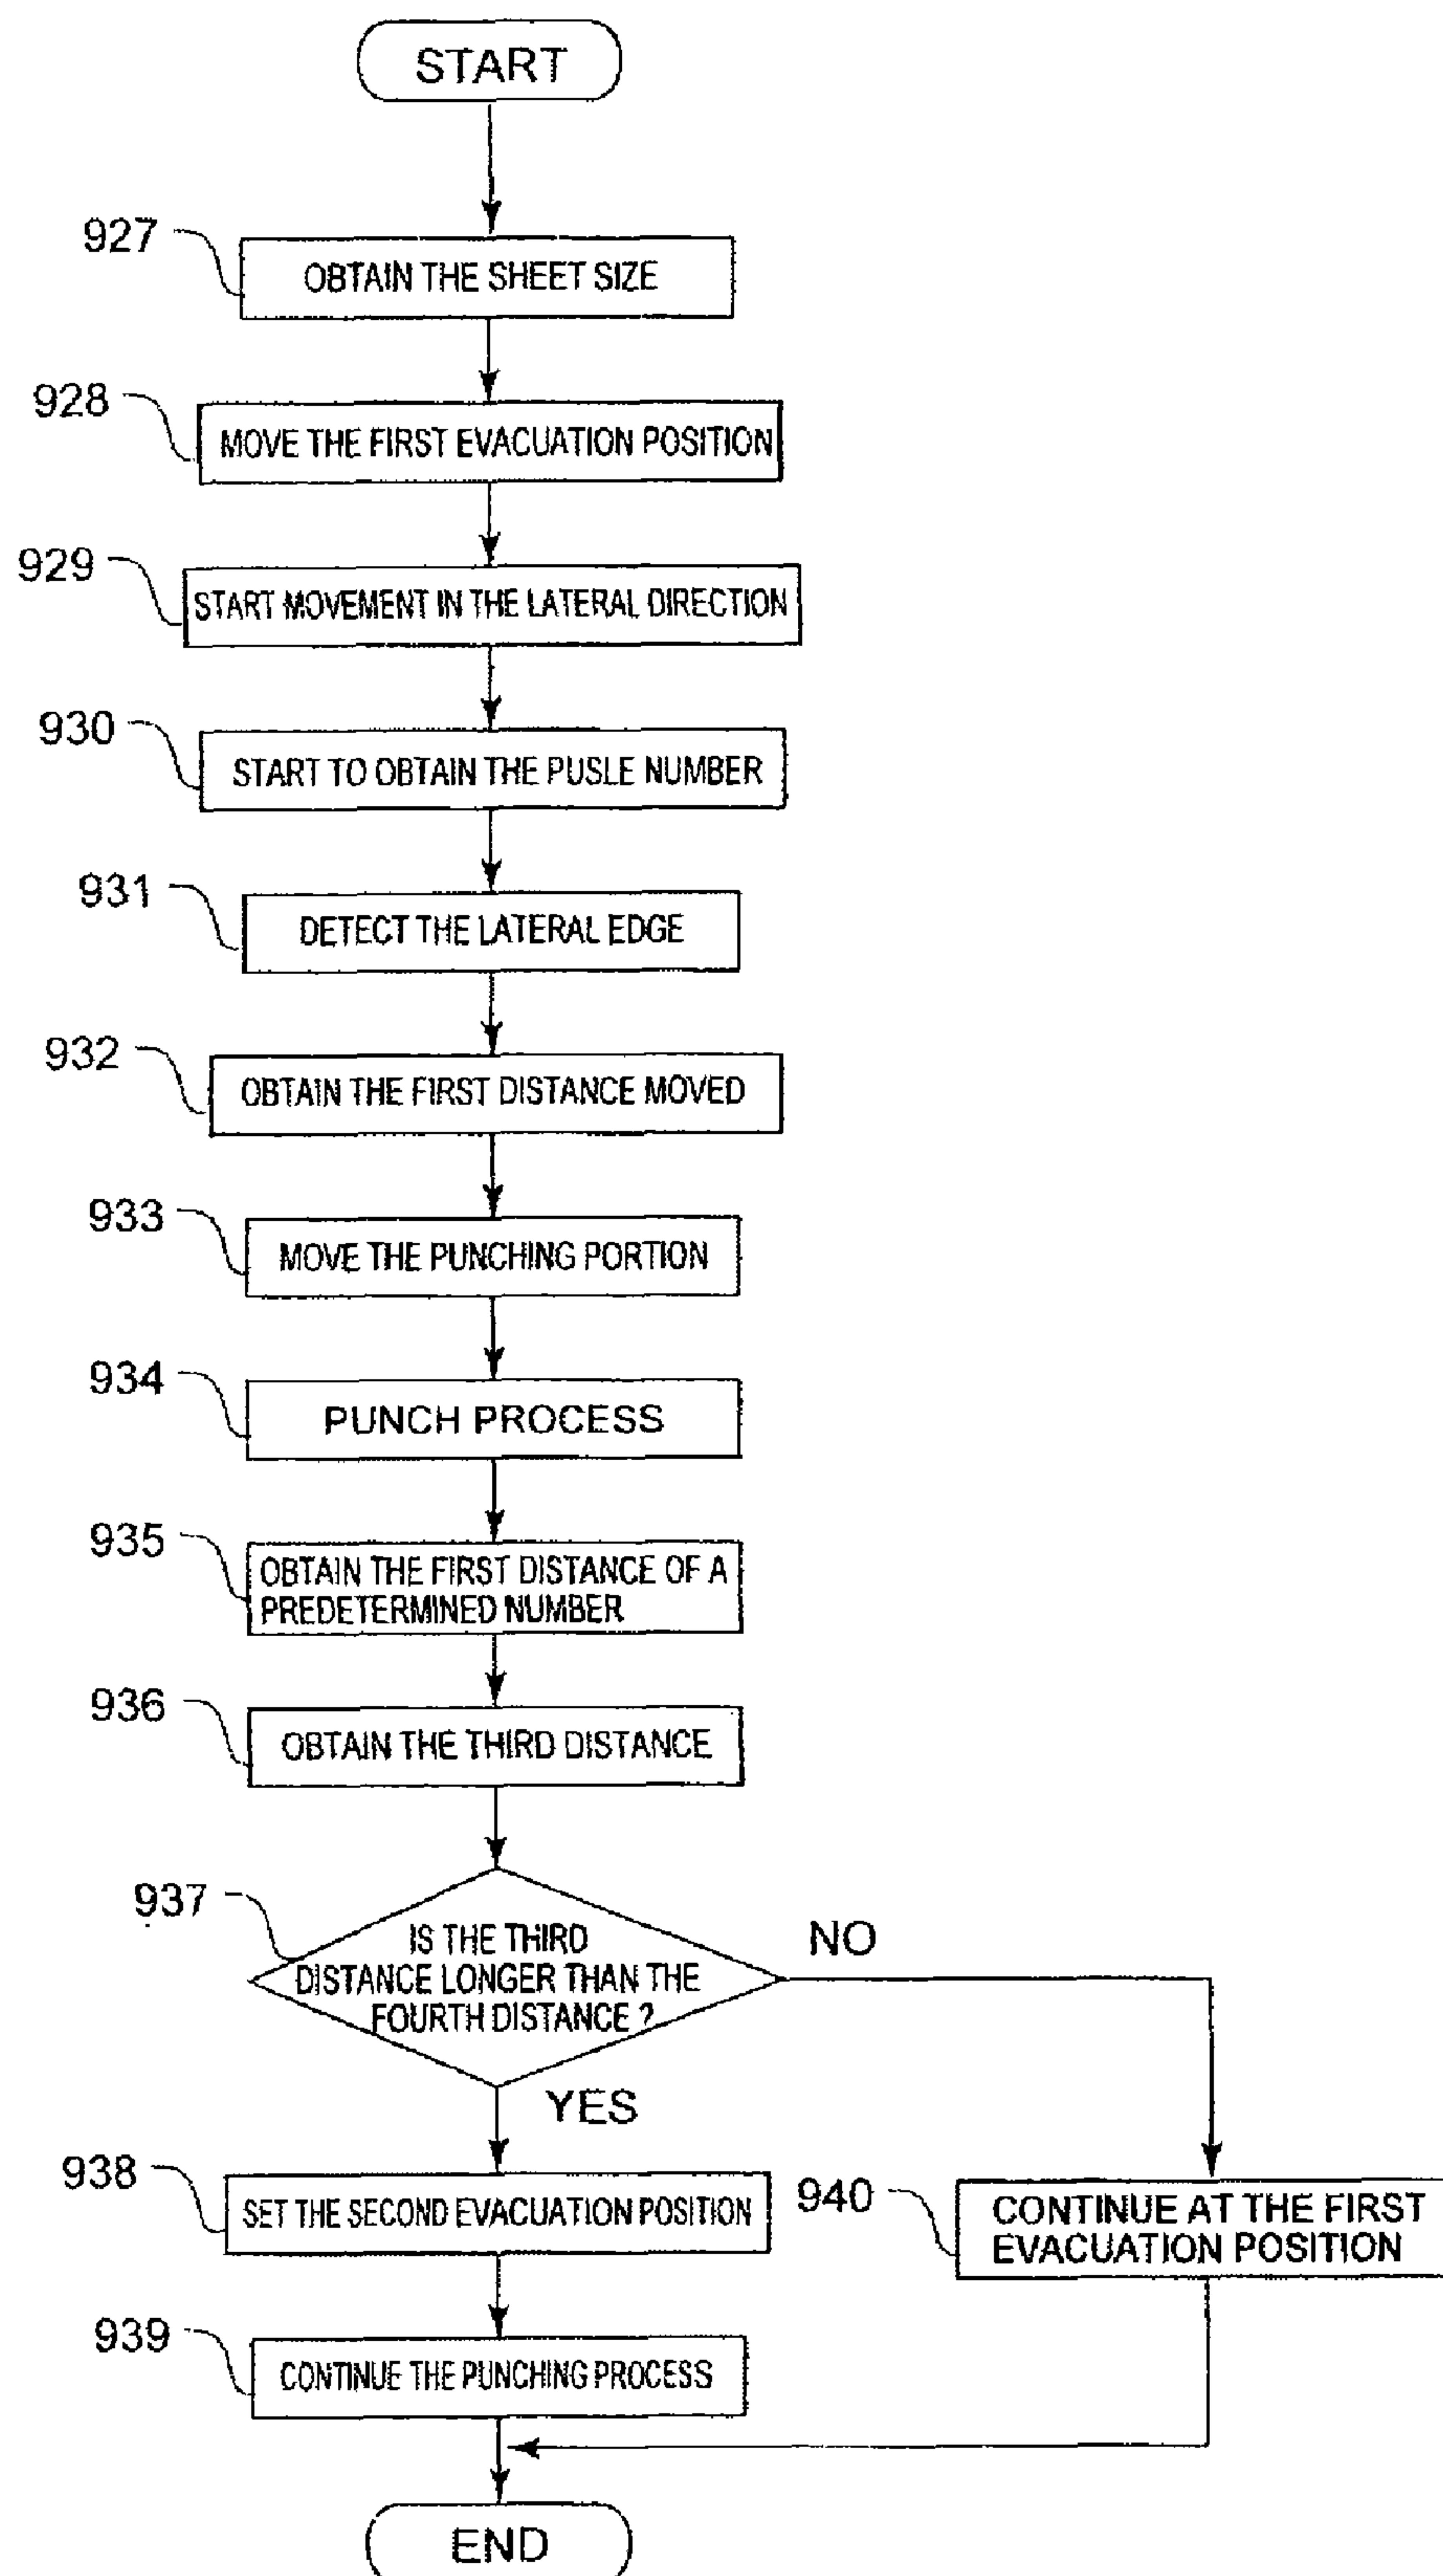 START
927
OBTAIN THE SHEET SIZE
928
MOVE THE FIRST EVACUATION POSITION
929
START MOVEMENT IN THE LATERAL DIRECTION
930
START TO OBTAIN THE PUSLE NUMBER
931
DETECT THE LATERAL EDGE
932
OBTAIN THE FIRST DISTANCE MOVED
933
MOVE THE PUNCHING PORTION
934
PUNCH PROCESS
935
OBTAIN THE FIRST DISTANCE OF A
PREDETERMINED NUMBER
936
OBTAIN THE THIRD DISTANCE
937
IS THE THIRD
DISTANCE LONGER THAN THE
FOURTH DISTANCE ?
NO
YES
938
SET THE SECOND EVACUATION POSITION
940
CONTINUE AT THE FIRST
EVACUATION POSITION
939
CONTINUE THE PUNCHING PROCESS
END